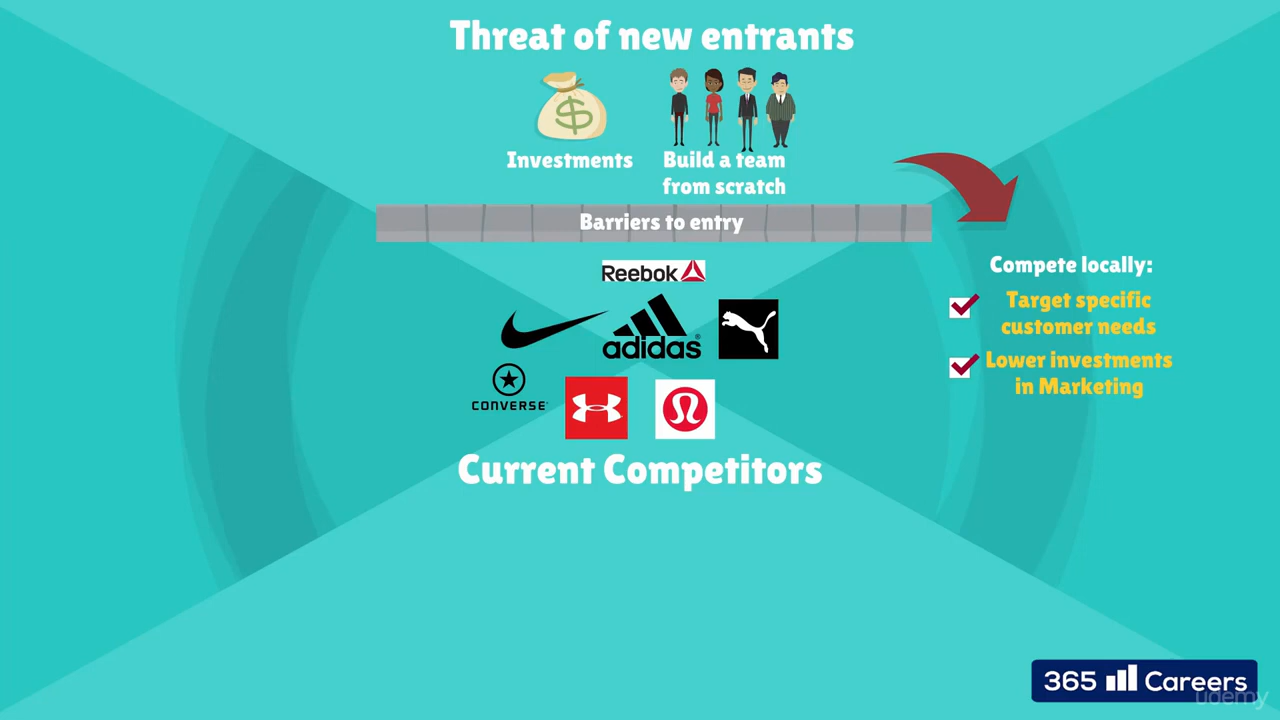 Threat of new entrants
Investments
Build a team
from scratch
Barriers to entry
Reebok
adidas
CONVERSE
Current Competitors
Compete locally:
Target specific
customer needs
Lower investments
in Marketing
365 Careers
udemy